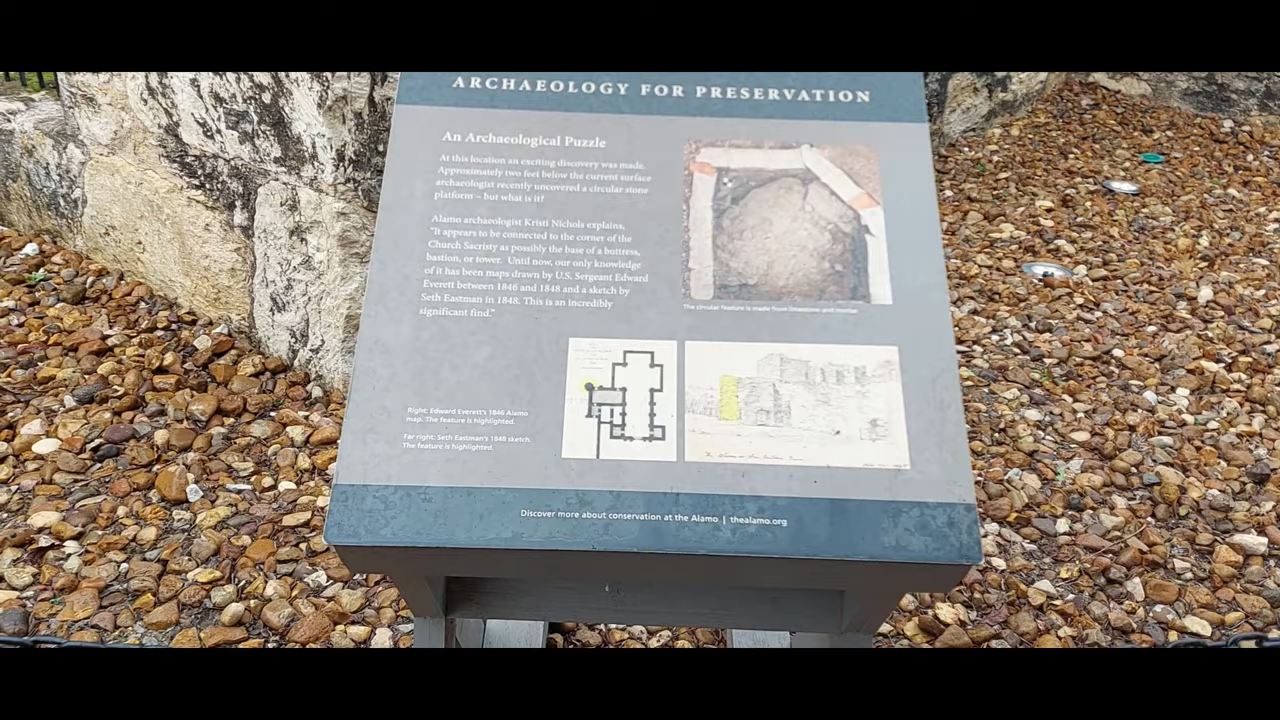 ARCHAEOLOGY FOR PRESERVATION
An Archaeological Puzzle
At this location an exciting discovery was made.
Approximately two feet below the current surface
archaeologist recently uncovered a circular stone
platform – but what is it?
Alamo archaeologist Kristi Nichols explains,
"It appears to be connected to the corner of the
Church Sacristy as possibly the base of a buttress,
bastion, or tower. Until now, our only knowledge
of it has been maps drawn by U.S. Sergeant Edward
Everett between 1846 and 1848 and a sketch by
Seth Eastman in 1848. This is an incredibly
significant find."
The circular feature is made from limestone and mortar.
Right: Edward Everett's 1846 Alamo
map. The feature is highlighted.
Far right: Seth Eastman's 1848 sketch.
The feature is highlighted.
Discover more about conservation at the Alamo | thealamo.org